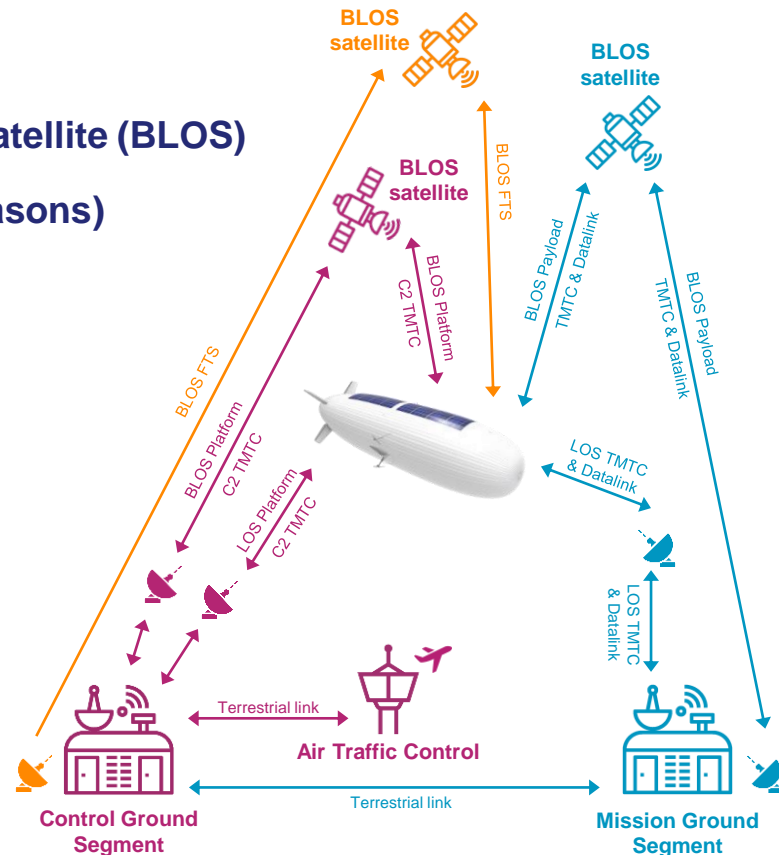 BLOS
satellite
BLOS
satellite
atellite (BLOS)
BLOS
satellite
asons)
BLOS FTS
BLOS Platform
C2 TMTC
BLOS Payload
TMTC & Datalink
BLOS Payload
TMTC & Datalink
BLOS FTS
BLOS Platform
C2 TMTC
LOS Platform
C2 TMTC
LOS TMTC
& Datalink
LOS TMTC
& Datalink
Terrestrial link
Air Traffic Control
Terrestrial link
Control Ground
Segment
Mission Ground
Segment